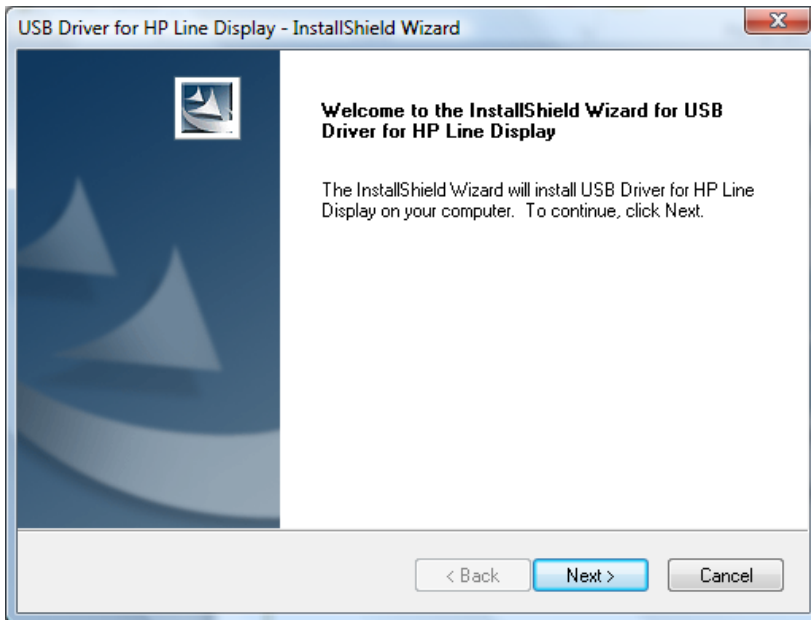 USB Driver for HP Line Display - InstallShield Wizard
Welcome to the InstallShield Wizard for USB
Driver for HP Line Display
The InstallShield Wizard will install USB Driver for HP Line
Display on your computer. To continue, click Next.
< Back Next > Cancel